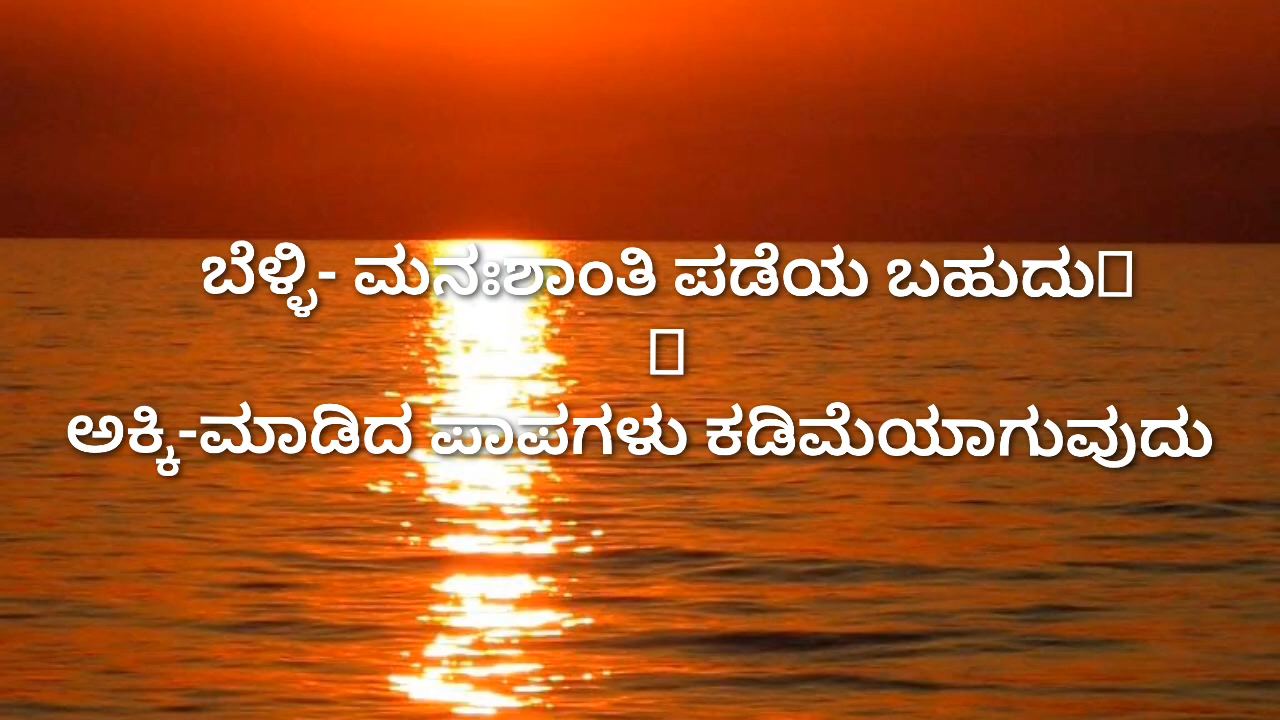 ಬೆಳ್ಳಿ- ಮನಃಶಾಂತಿ ಪಡೆಯ ಬಹುದು
ಅಕ್ಕಿ-ಮಾಡಿದ ಪಾಪಗಳು ಕಡಿಮೆಯಾಗುವುದು